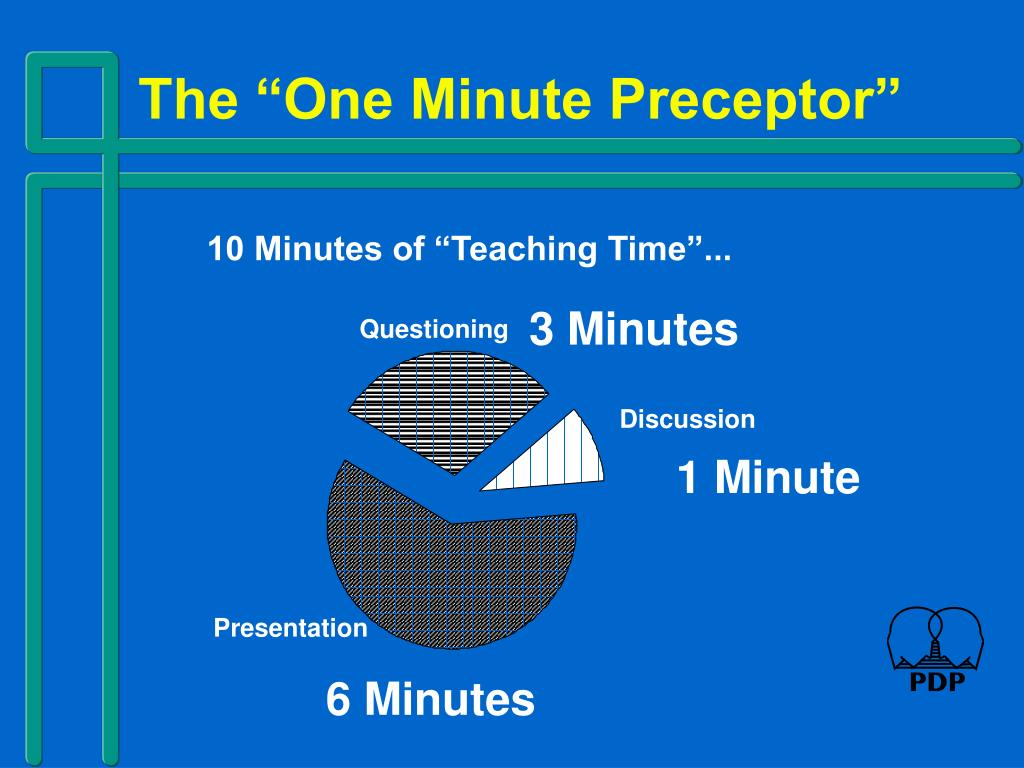 The “One Minute Preceptor”
10 Minutes of “Teaching Time”...
Questioning 3 Minutes
Discussion
1 Minute
Presentation
6 Minutes
PDP